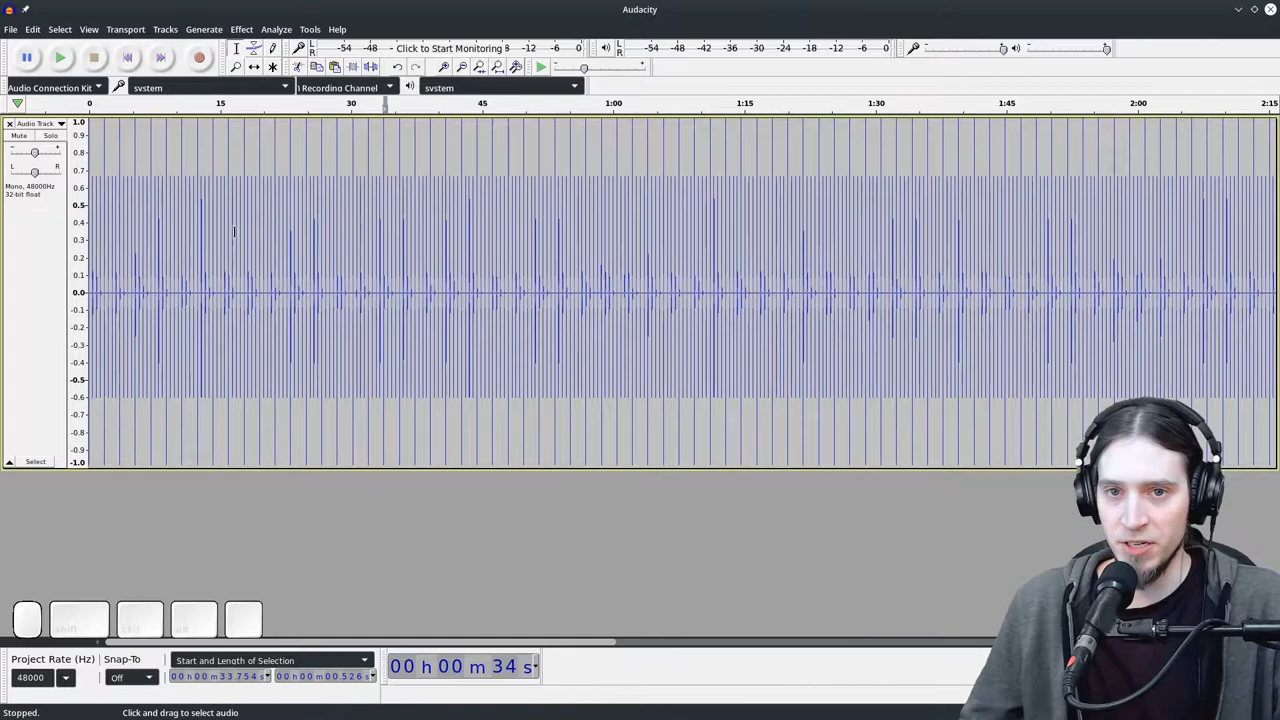 Audacity
File Edit Select View Transport Tracks Generate Effect Analyze Tools Help
L R -54 -48 Click to Start Monitoring -12 -6 0 L R -54 -48 -42 -36 -30 -24 -18 -12 -6 0
Audio Connection Kit system Recording Channel system
0 15 30 45 1:00 1:15 1:30 1:45 2:00 2:15
Audio Track
Mute Solo
- +
L R
Mono, 48000Hz
32-bit float
Select
1.0
0.9
0.8
0.7
0.6
0.5
0.4
0.3
0.2
0.1
0.0
-0.1
-0.2
-0.3
-0.4
-0.5
-0.6
-0.7
-0.8
-0.9
-1.0
shift ctrl alt
Project Rate (Hz) Snap-To Start and Length of Selection
48000 Off 00 h 00 m 33.754 s 00 h 00 m 00.526 s
00 h 00 m 34 s
Stopped. Click and drag to select audio